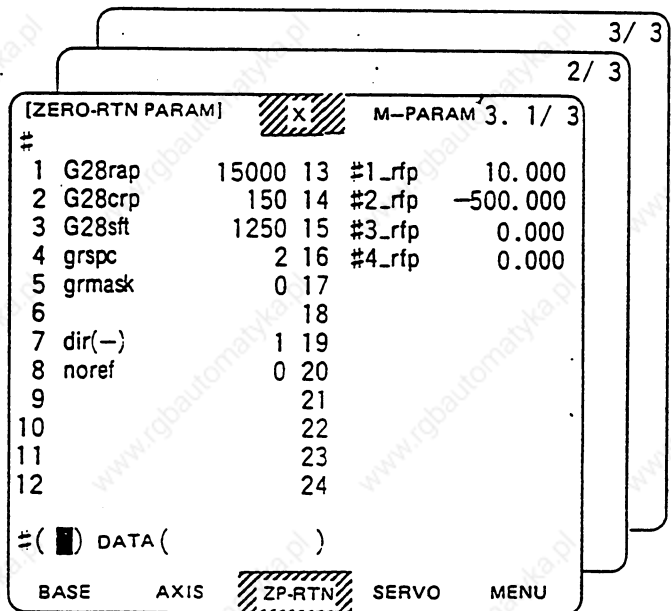 3/ 3
2/ 3
[ZERO-RTN PARAM] X M-PARAM 3. 1/ 3
#
1 G28rap 15000 13 #1_rfp 10.000
2 G28crp 150 14 #2_rfp -500.000
3 G28sft 1250 15 #3_rfp 0.000
4 grspc 2 16 #4_rfp 0.000
5 grmask 0 17
6 18
7 dir(-) 1 19
8 noref 0 20
9 21
10 22
11 23
12 24
#( ) DATA( )
BASE AXIS ZP-RTN SERVO MENU
www.rgbautomatyka.pl